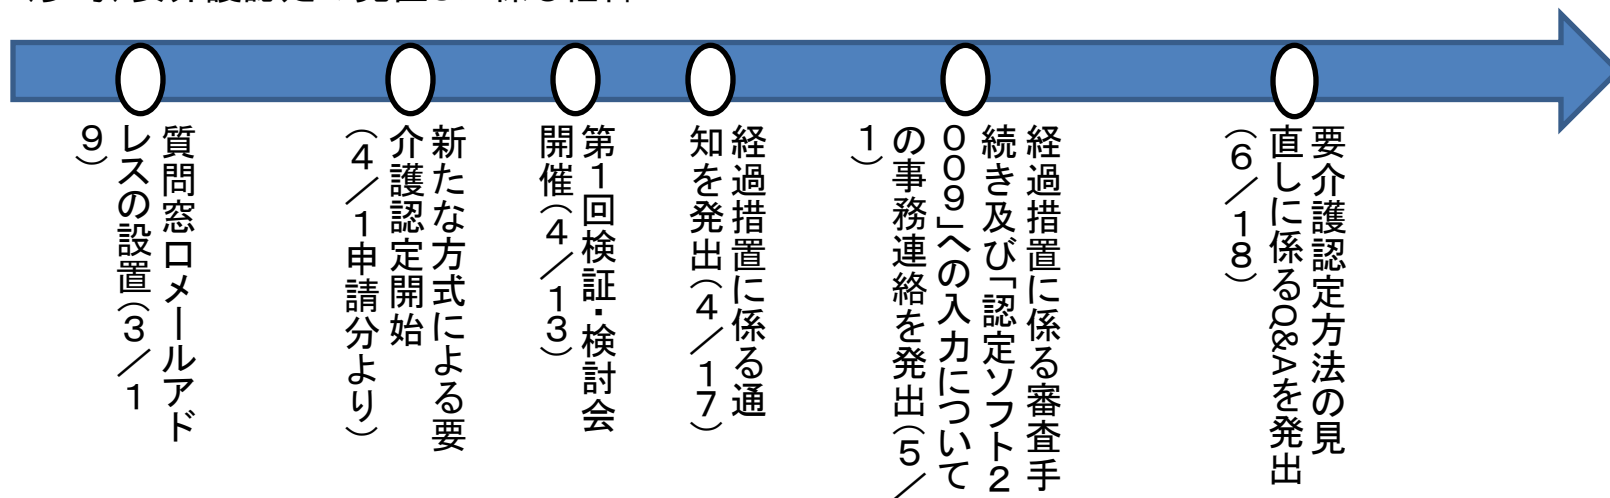 質問窓口メールアド
レスの設置（３／１
９）
新たな方式による要
介護認定開始
（４／１申請分より）
第１回検証・検討会
開催（４／１３）
経過措置に係る通
知を発出（４／１７）
経過措置に係る審査手
続き及び「認定ソフト２
００９」への入力について
の事務連絡を発出（５／
１）
要介護認定方法の見
直しに係るQ&Aを発出
（６／１８）